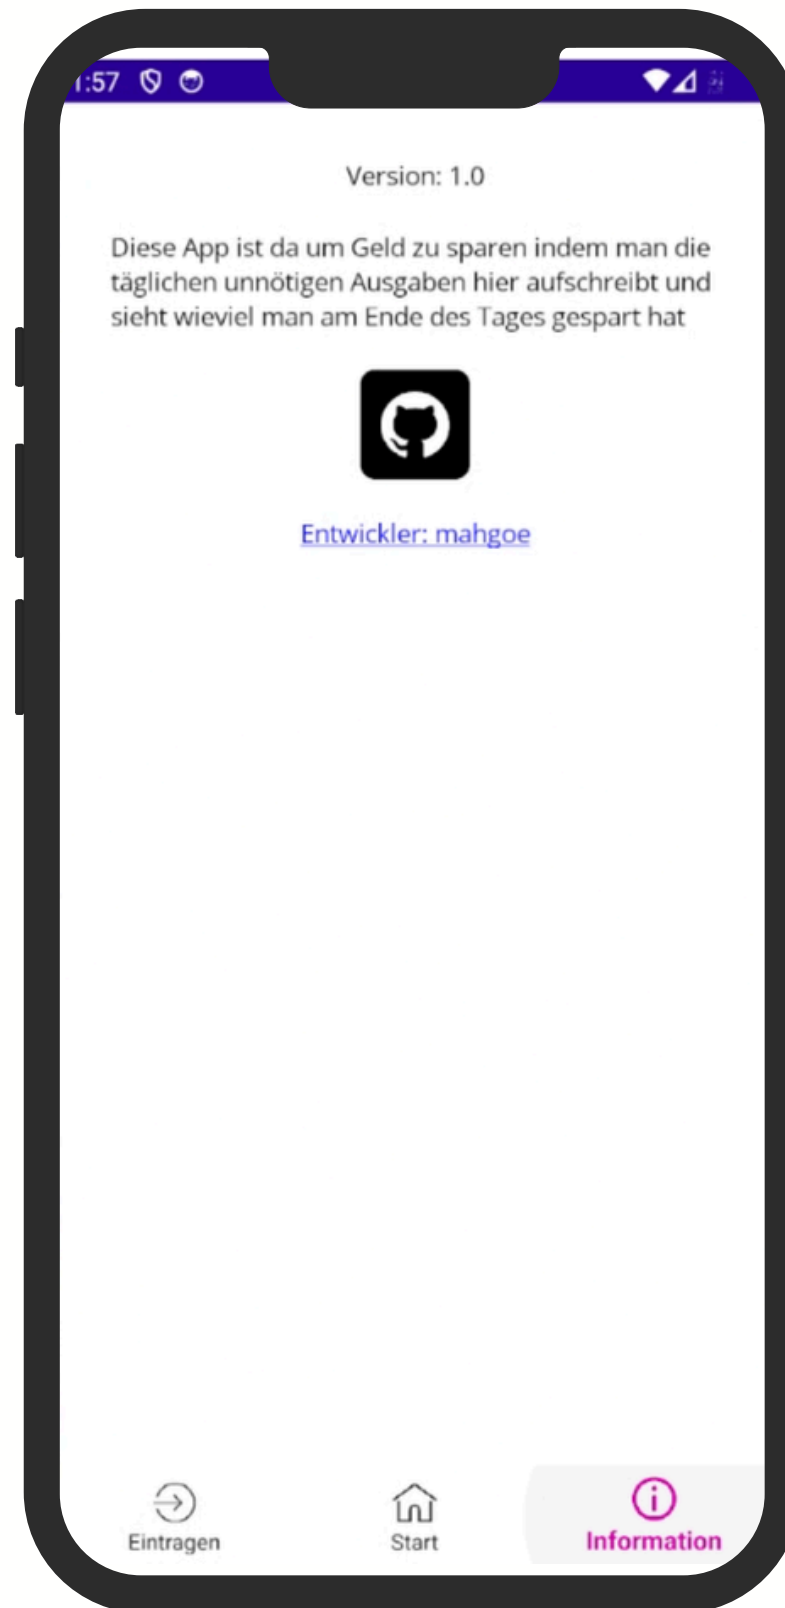 1:57
Version: 1.0
Diese App ist da um Geld zu sparen indem man die
täglichen unnötigen Ausgaben hier aufschreibt und
sieht wieviel man am Ende des Tages gespart hat
Entwickler: mahgoe
Eintragen
Start
Information